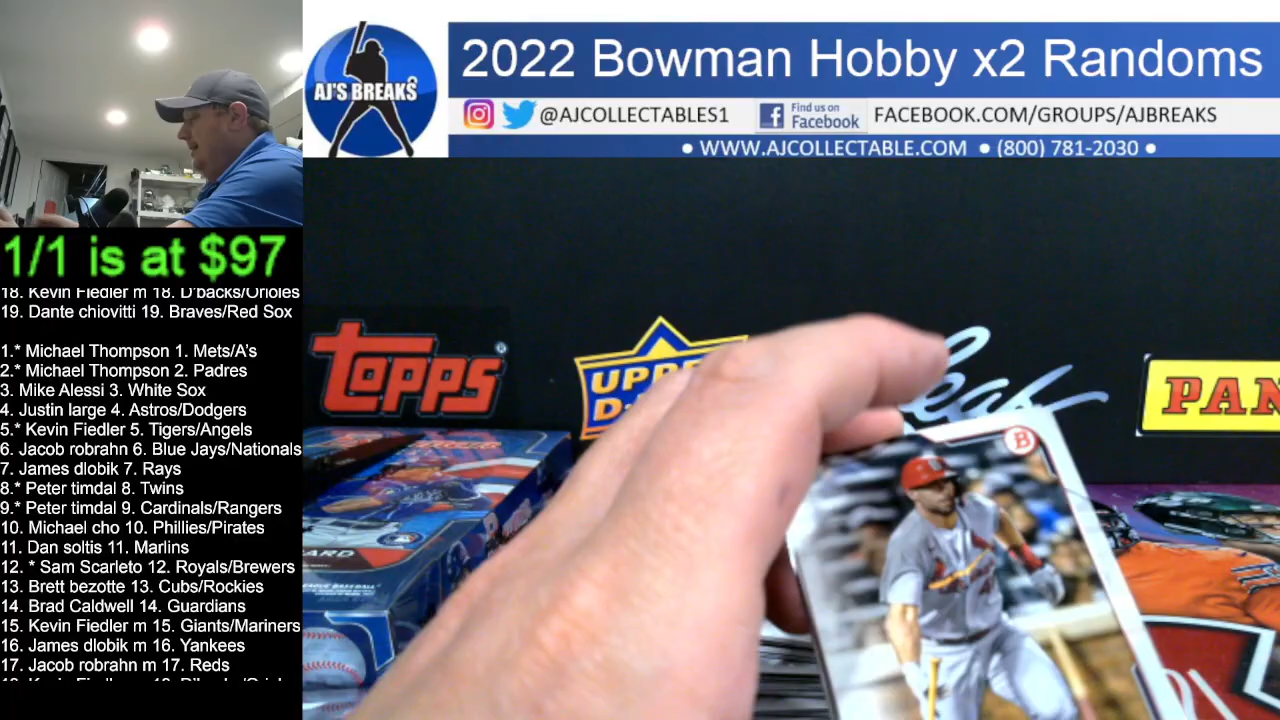 AJ'S BREAKS
2022 Bowman Hobby x2 Randoms
@AJCOLLECTABLES1
Find us on
Facebook
FACEBOOK.COM/GROUPS/AJBREAKS
• WWW.AJCOLLECTABLE.COM • (800) 781-2030 •
1/1 is at $97
18. Kevin Fiedler m 18. D'backs/Orioles
19. Dante chiovitti 19. Braves/Red Sox
1.* Michael Thompson 1. Mets/A's
2.* Michael Thompson 2. Padres
3. Mike Alessi 3. White Sox
4. Justin large 4. Astros/Dodgers
5.* Kevin Fiedler 5. Tigers/Angels
6. Jacob robrahn 6. Blue Jays/Nationals
7. James dlobik 7. Rays
8.* Peter timdal 8. Twins
9.* Peter timdal 9. Cardinals/Rangers
10. Michael cho 10. Phillies/Pirates
11. Dan soltis 11. Marlins
12. * Sam Scarleto 12. Royals/Brewers
13. Brett bezotte 13. Cubs/Rockies
14. Brad Caldwell 14. Guardians
15. Kevin Fiedler m 15. Giants/Mariners
16. James dlobik m 16. Yankees
17. Jacob robrahn m 17. Reds
TOPPS
UPP
D
Leaf
PAN
B
CARD